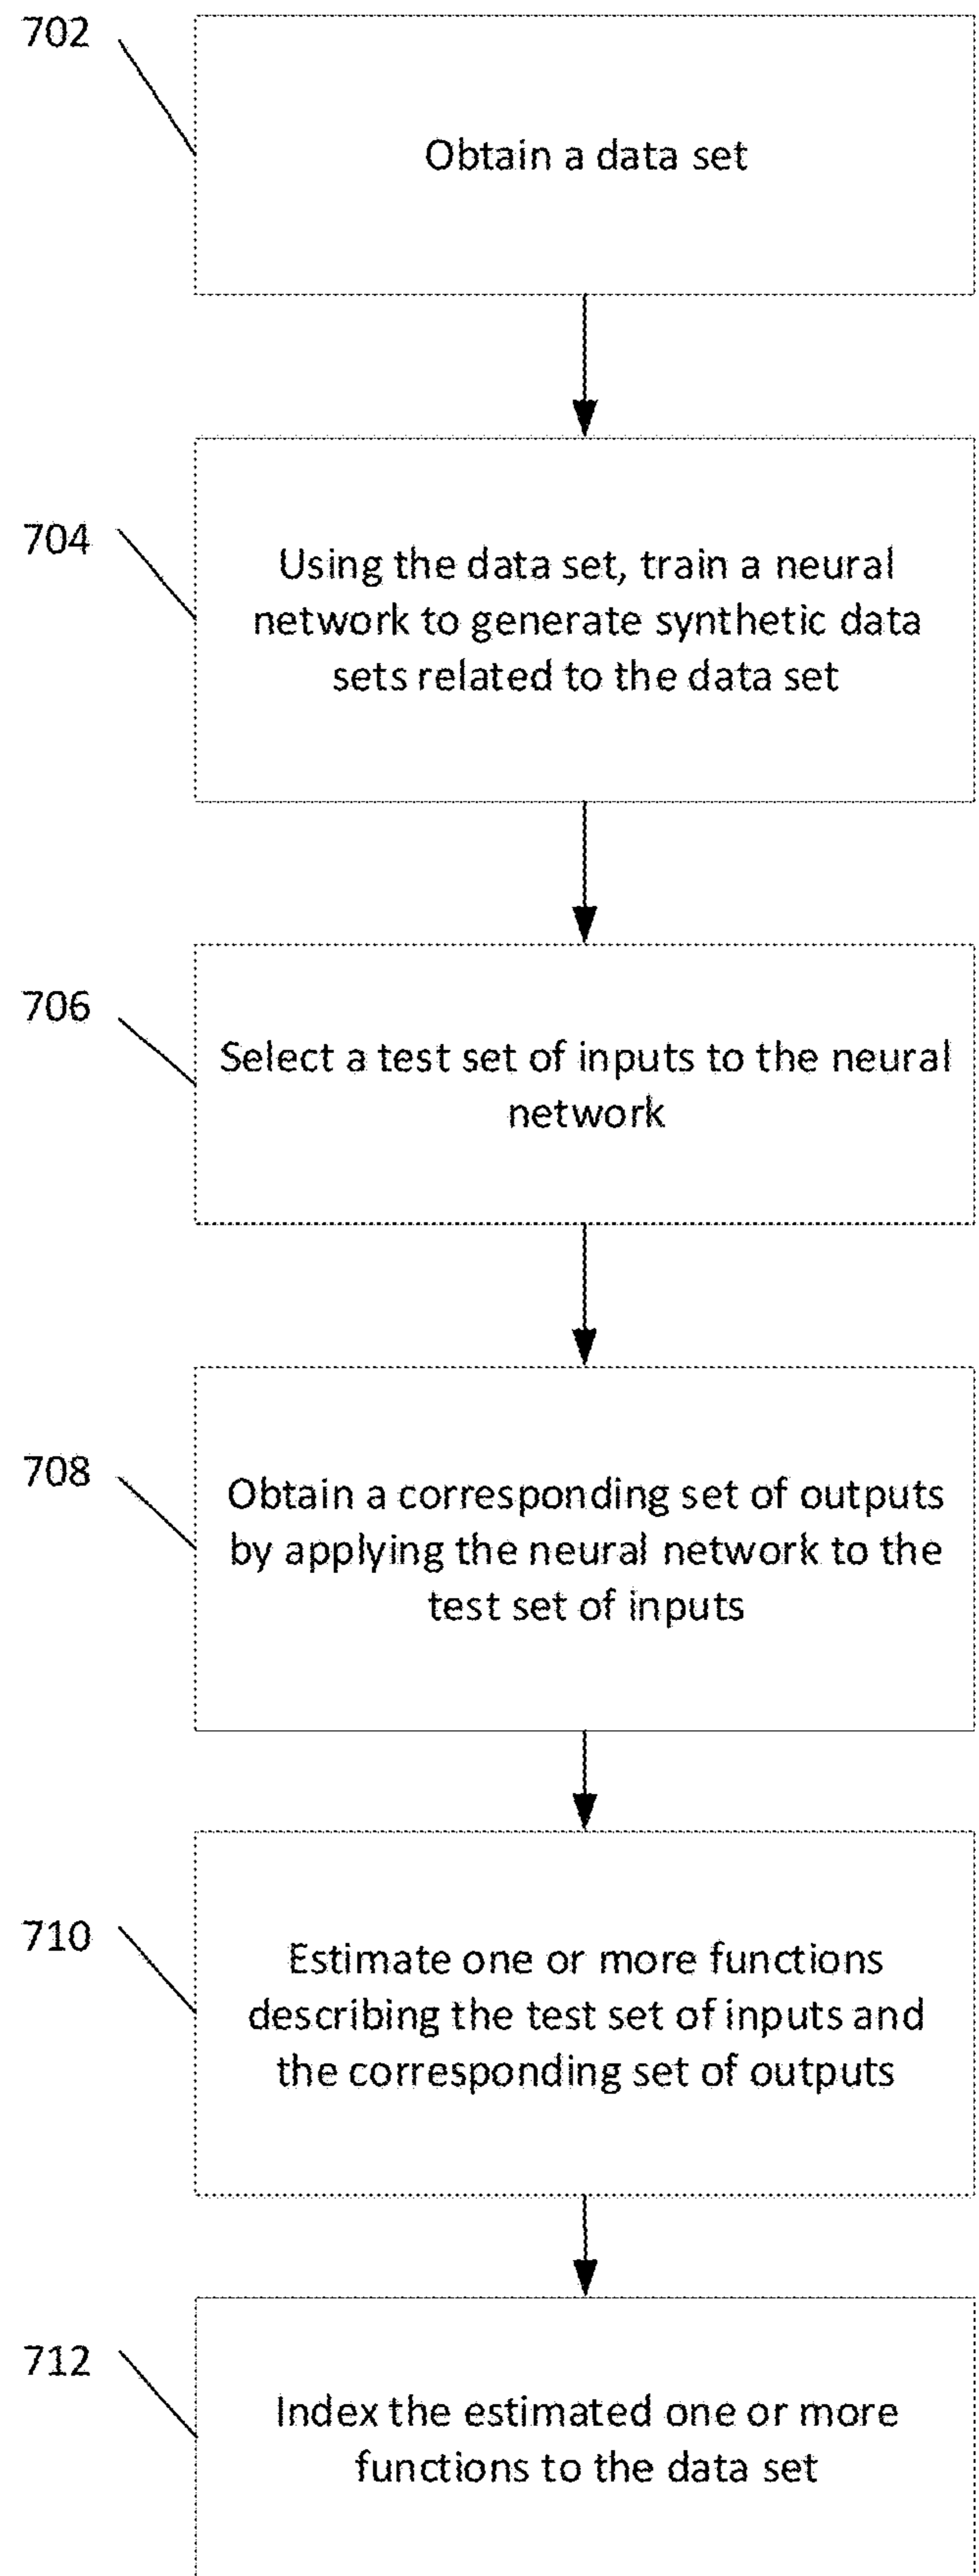 702
Obtain a data set
704
Using the data set, train a neural
network to generate synthetic data
sets related to the data set
706
Select a test set of inputs to the neural
network
708
Obtain a corresponding set of outputs
by applying the neural network to the
test set of inputs
710
Estimate one or more functions
describing the test set of inputs and
the corresponding set of outputs
712
Index the estimated one or more
functions to the data set